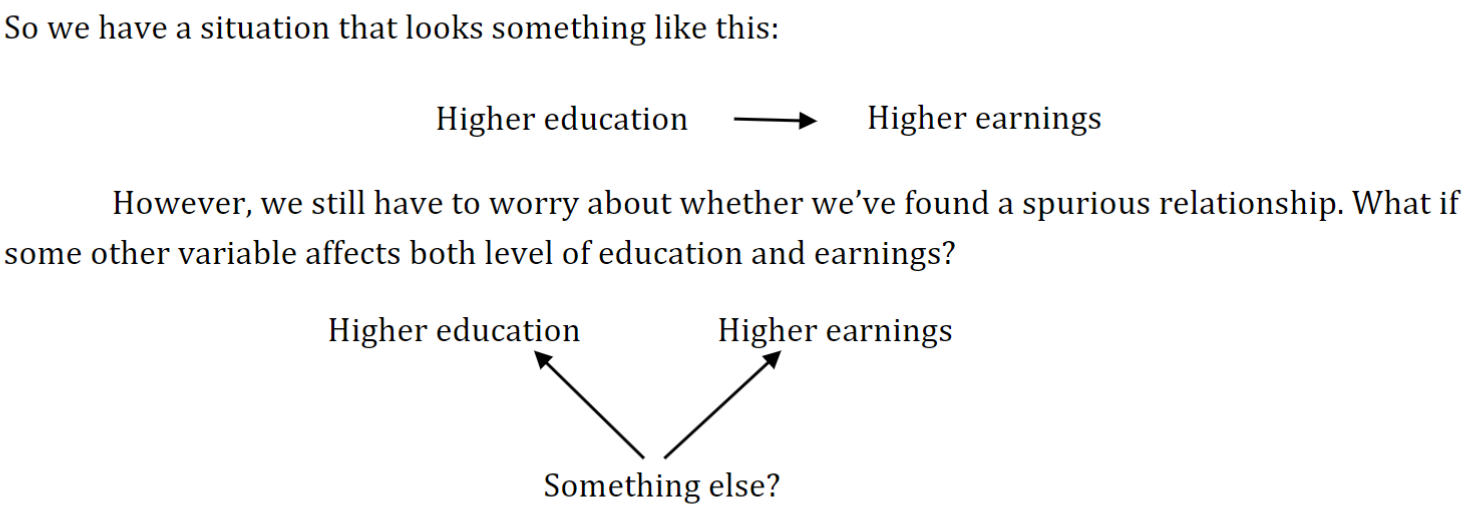 So we have a situation that looks something like this:
Higher education Higher earnings
However, we still have to worry about whether we’ve found a spurious relationship. What if
some other variable affects both level of education and earnings?
Higher education Higher earnings
Something else?